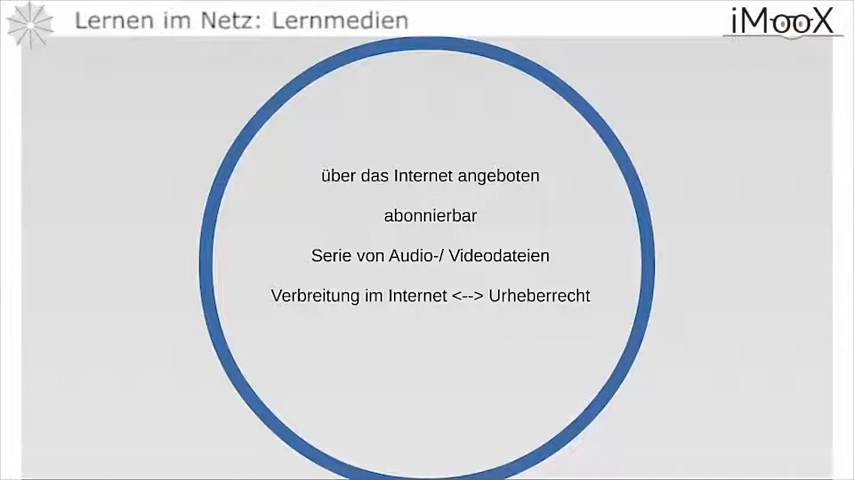 Lernen im Netz: Lernmedien
iMooX
über das Internet angeboten
abonnierbar
Serie von Audio-/ Videodateien
Verbreitung im Internet <--> Urheberrecht